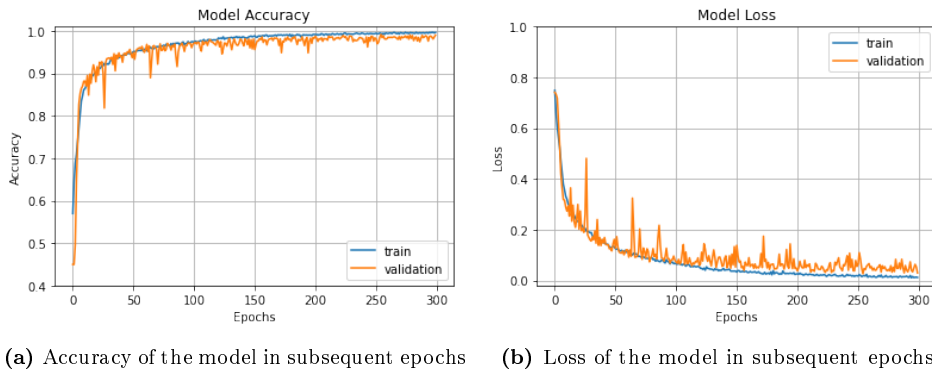 Model Accuracy
1.0
0.9
0.8
0.7
0.6
0.5
0.4
Accuracy
0 50 100 150 200 250 300
Epochs
train
validation
(a) Accuracy of the model in subsequent epochs
Model Loss
1.0
0.8
0.6
0.4
0.2
0.0
Loss
0 50 100 150 200 250 300
Epochs
train
validation
(b) Loss of the model in subsequent epochs